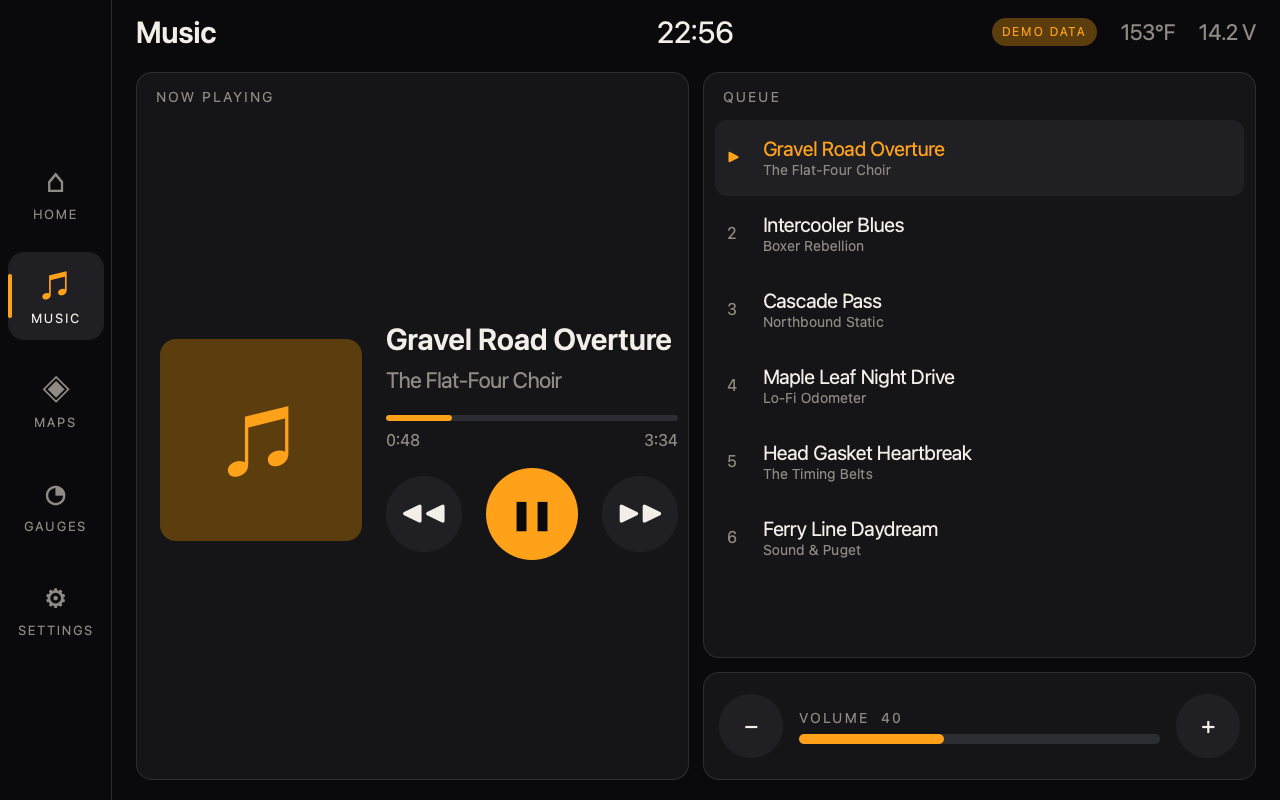 Music
22:56
DEMO DATA
153°F
14.2 V
HOME
MUSIC
MAPS
GAUGES
SETTINGS
NOW PLAYING
Gravel Road Overture
The Flat-Four Choir
0:48
3:34
QUEUE
Gravel Road Overture
The Flat-Four Choir
2
Intercooler Blues
Boxer Rebellion
3
Cascade Pass
Northbound Static
4
Maple Leaf Night Drive
Lo-Fi Odometer
5
Head Gasket Heartbreak
The Timing Belts
6
Ferry Line Daydream
Sound & Puget
−
VOLUME 40
+